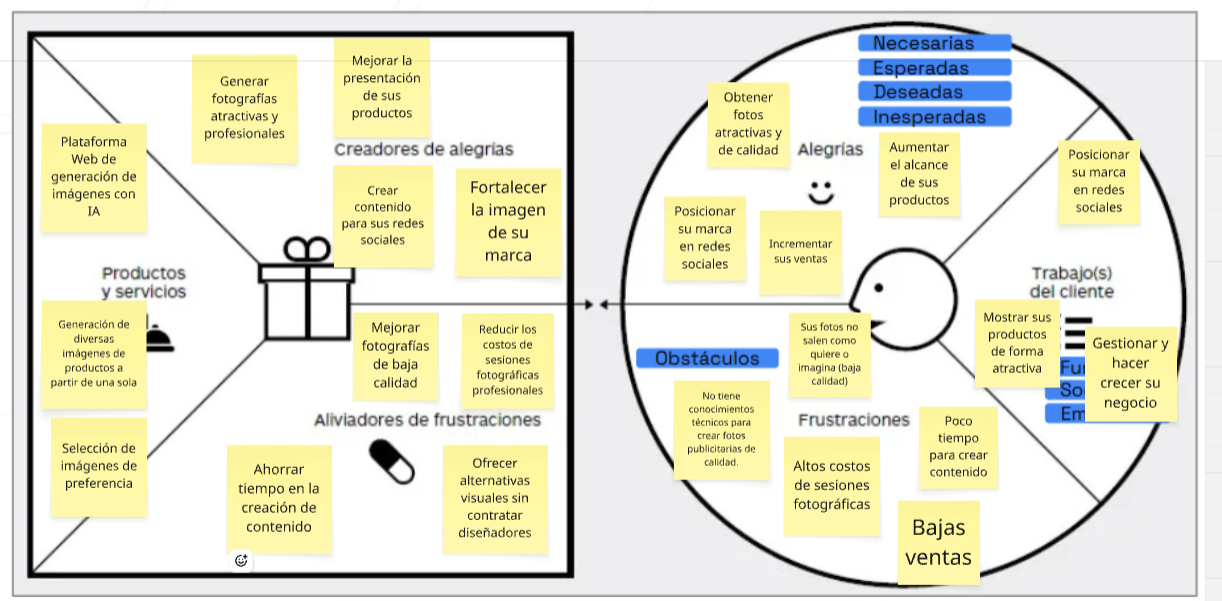 Generar
fotografías
atractivas y
profesionales
Mejorar la
presentación
de sus
productos
Plataforma
Web de
generación de
imágenes con
IA
Creadores de alegrías
Crear
contenido
para sus redes
sociales
Fortalecer
la imagen
de su
marca
Productos
y servicios
Generación de
diversas
imágenes de
productos a
partir de una sola
Selección de
imágenes de
preferencia
Mejorar
fotografías
de baja
calidad
Reducir los
costos de
sesiones
fotográficas
profesionales
Aliviadores de frustraciones
Ahorrar
tiempo en la
creación de
contenido
Ofrecer
alternativas
visuales sin
contratar
diseñadores
Necesarias
Esperadas
Deseadas
Inesperadas
Obtener
fotos
atractivas y
de calidad
Alegrías
Aumentar
el alcance
de sus
productos
Posicionar
su marca
en redes
sociales
Incrementar
sus ventas
Posicionar
su marca
en redes
sociales
Trabajo(s)
del cliente
Mostrar sus
productos
de forma
atractiva
Gestionar y
hacer
crecer su
negocio
Fu
So
Em
Obstáculos
Sus fotos no
salen como
quiere o
imagina (baja
calidad)
No tiene
conocimientos
técnicos para
crear fotos
publicitarias de
calidad.
Frustraciones
Altos costos
de sesiones
fotográficas
Poco
tiempo
para crear
contenido
Bajas
ventas